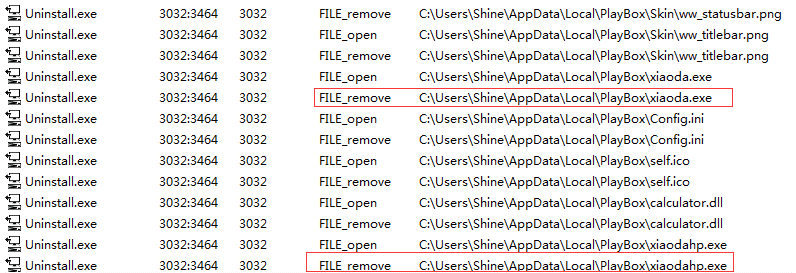 Uninstall.exe 3032:3464 3032 FILE_remove C:\Users\Shine\AppData\Local\PlayBox\Skin\ww_statusbar.png
Uninstall.exe 3032:3464 3032 FILE_open C:\Users\Shine\AppData\Local\PlayBox\Skin\ww_titlebar.png
Uninstall.exe 3032:3464 3032 FILE_remove C:\Users\Shine\AppData\Local\PlayBox\Skin\ww_titlebar.png
Uninstall.exe 3032:3464 3032 FILE_open C:\Users\Shine\AppData\Local\PlayBox\xiaoda.exe
Uninstall.exe 3032:3464 3032 FILE_remove C:\Users\Shine\AppData\Local\PlayBox\xiaoda.exe
Uninstall.exe 3032:3464 3032 FILE_open C:\Users\Shine\AppData\Local\PlayBox\Config.ini
Uninstall.exe 3032:3464 3032 FILE_remove C:\Users\Shine\AppData\Local\PlayBox\Config.ini
Uninstall.exe 3032:3464 3032 FILE_open C:\Users\Shine\AppData\Local\PlayBox\self.ico
Uninstall.exe 3032:3464 3032 FILE_remove C:\Users\Shine\AppData\Local\PlayBox\self.ico
Uninstall.exe 3032:3464 3032 FILE_open C:\Users\Shine\AppData\Local\PlayBox\calculator.dll
Uninstall.exe 3032:3464 3032 FILE_remove C:\Users\Shine\AppData\Local\PlayBox\calculator.dll
Uninstall.exe 3032:3464 3032 FILE_open C:\Users\Shine\AppData\Local\PlayBox\xiaodahp.exe
Uninstall.exe 3032:3464 3032 FILE_remove C:\Users\Shine\AppData\Local\PlayBox\xiaodahp.exe